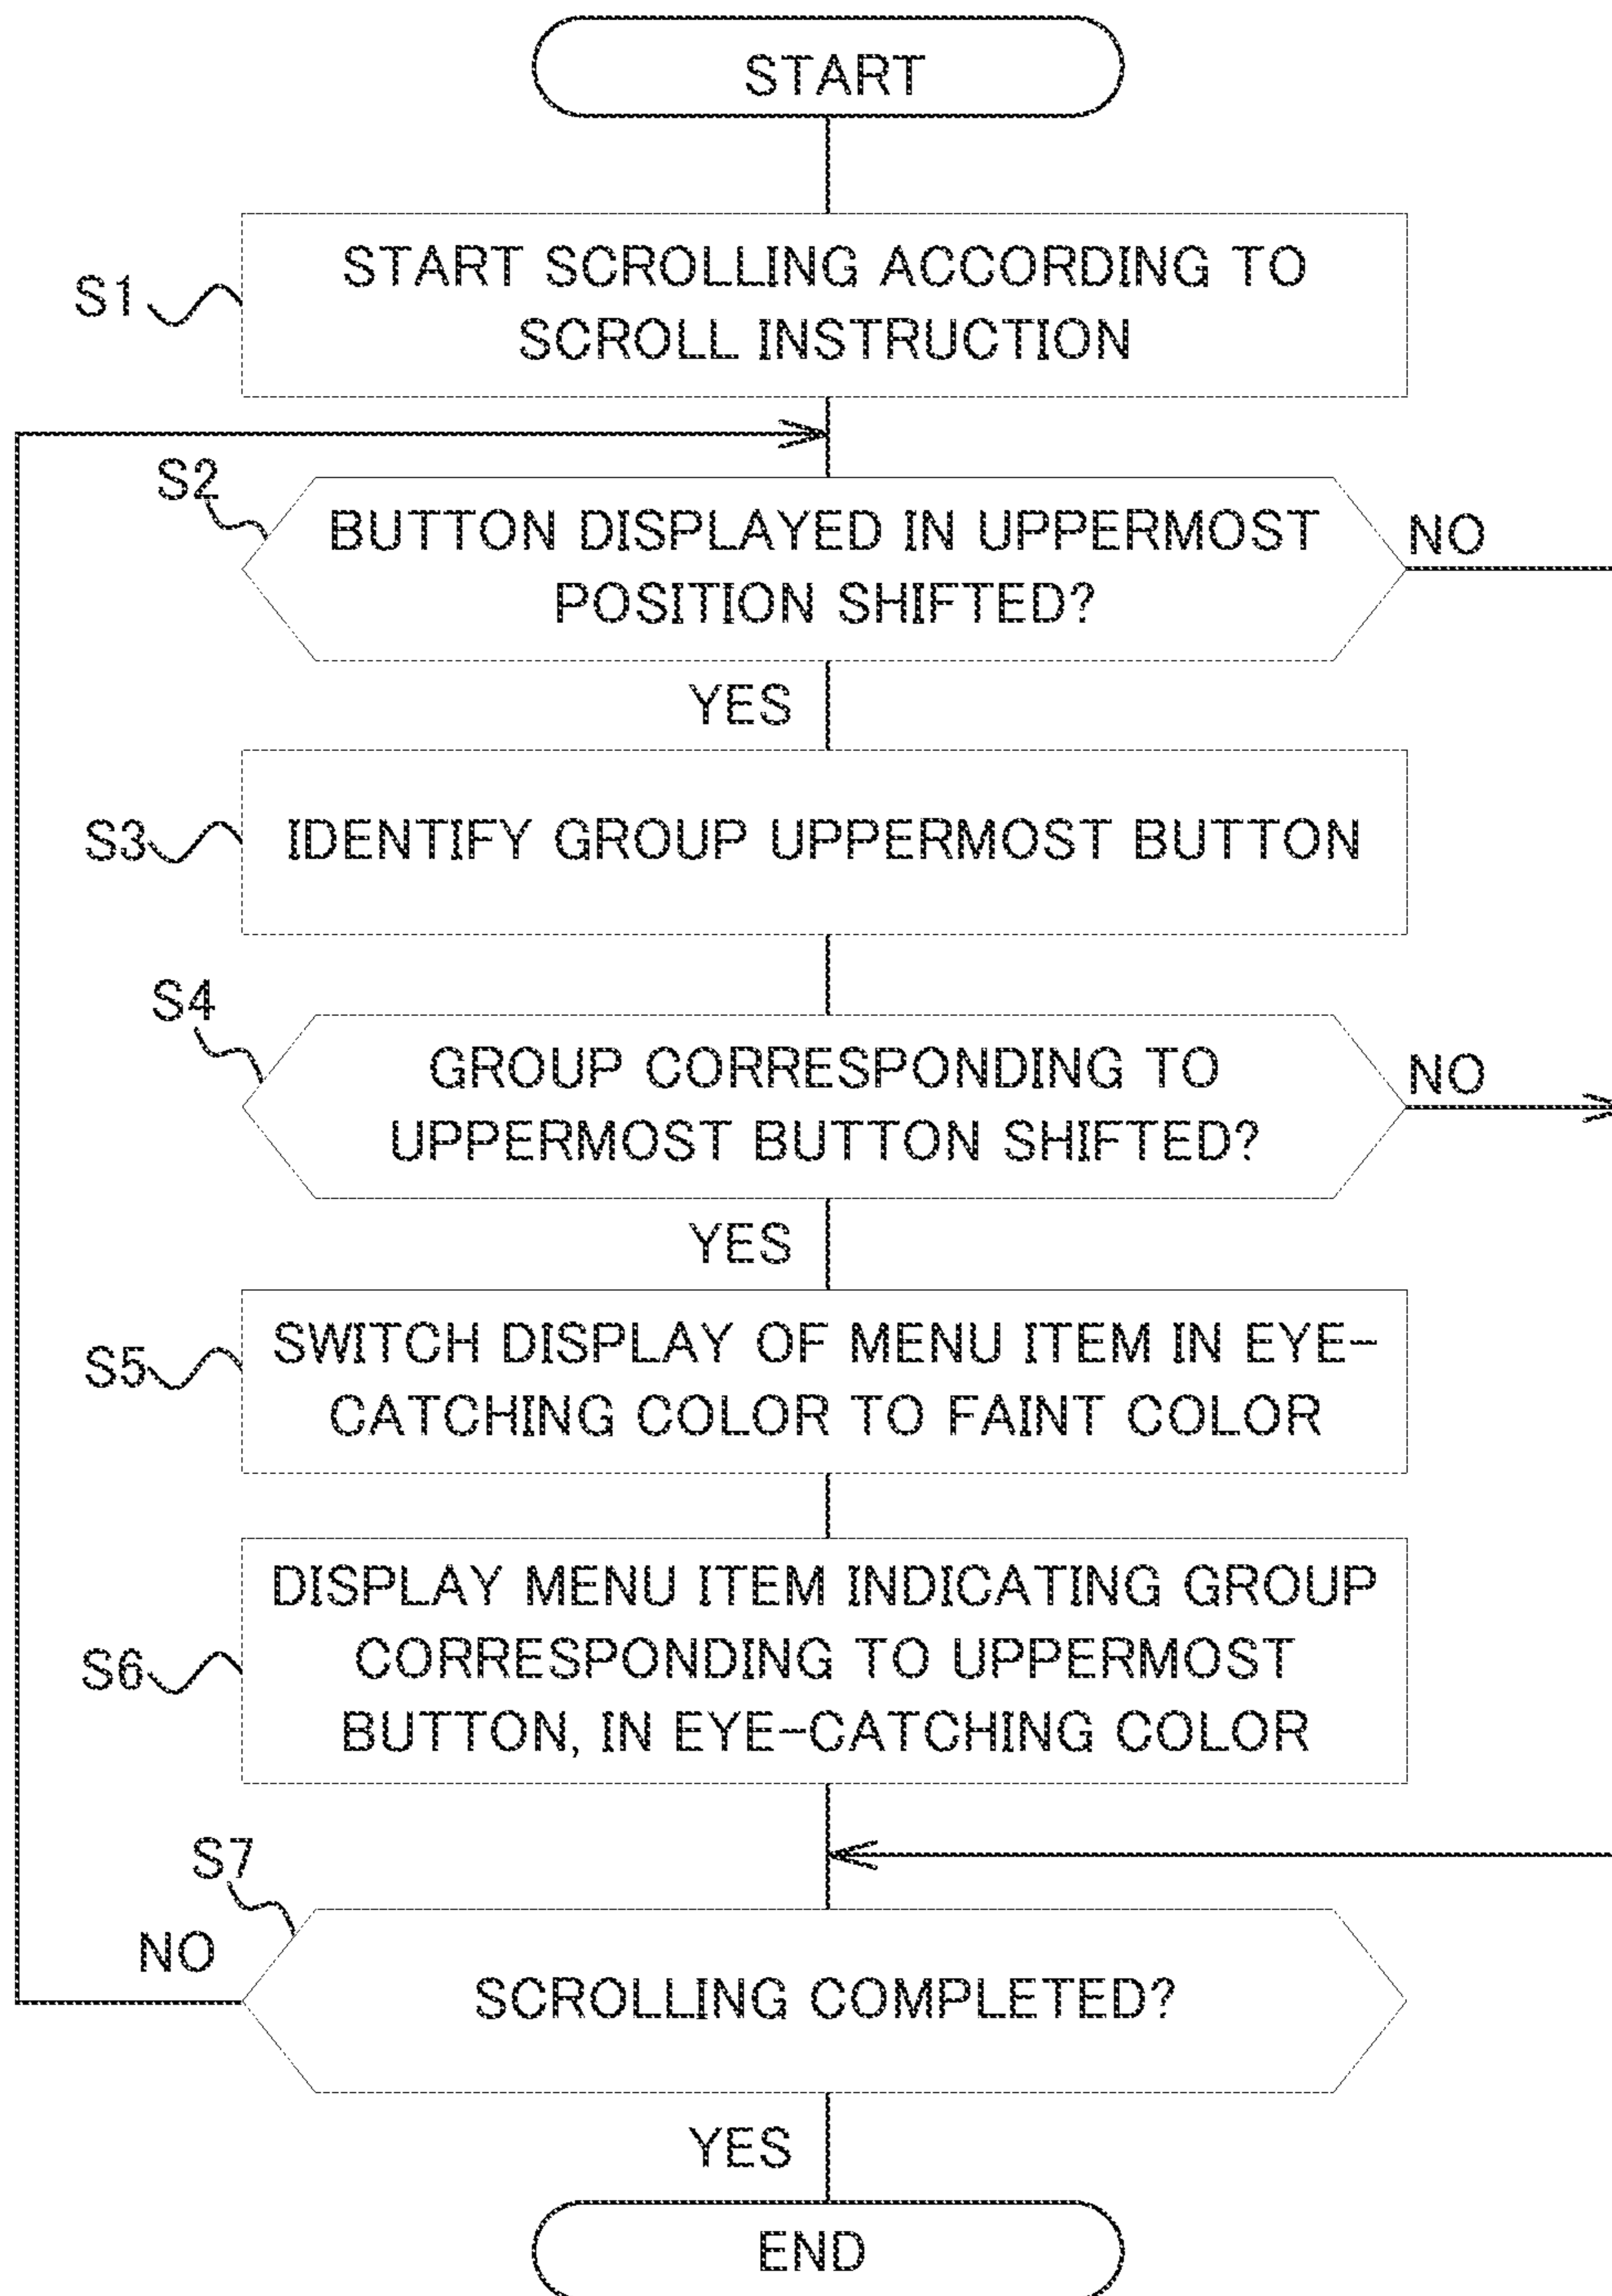 START
S1
START SCROLLING ACCORDING TO
SCROLL INSTRUCTION
S2
BUTTON DISPLAYED IN UPPERMOST
POSITION SHIFTED?
NO
YES
S3
IDENTIFY GROUP UPPERMOST BUTTON
S4
GROUP CORRESPONDING TO
UPPERMOST BUTTON SHIFTED?
NO
YES
S5
SWITCH DISPLAY OF MENU ITEM IN EYE-
CATCHING COLOR TO FAINT COLOR
S6
DISPLAY MENU ITEM INDICATING GROUP
CORRESPONDING TO UPPERMOST
BUTTON, IN EYE-CATCHING COLOR
S7
NO
SCROLLING COMPLETED?
YES
END